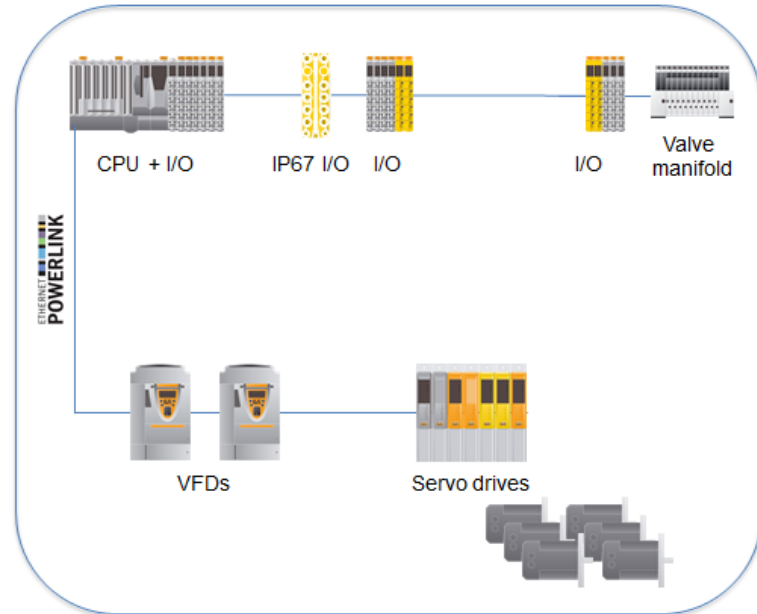 CPU + I/O
IP67 I/O
I/O
I/O
Valve
manifold
ETHERNET
POWERLINK
VFDs
Servo drives